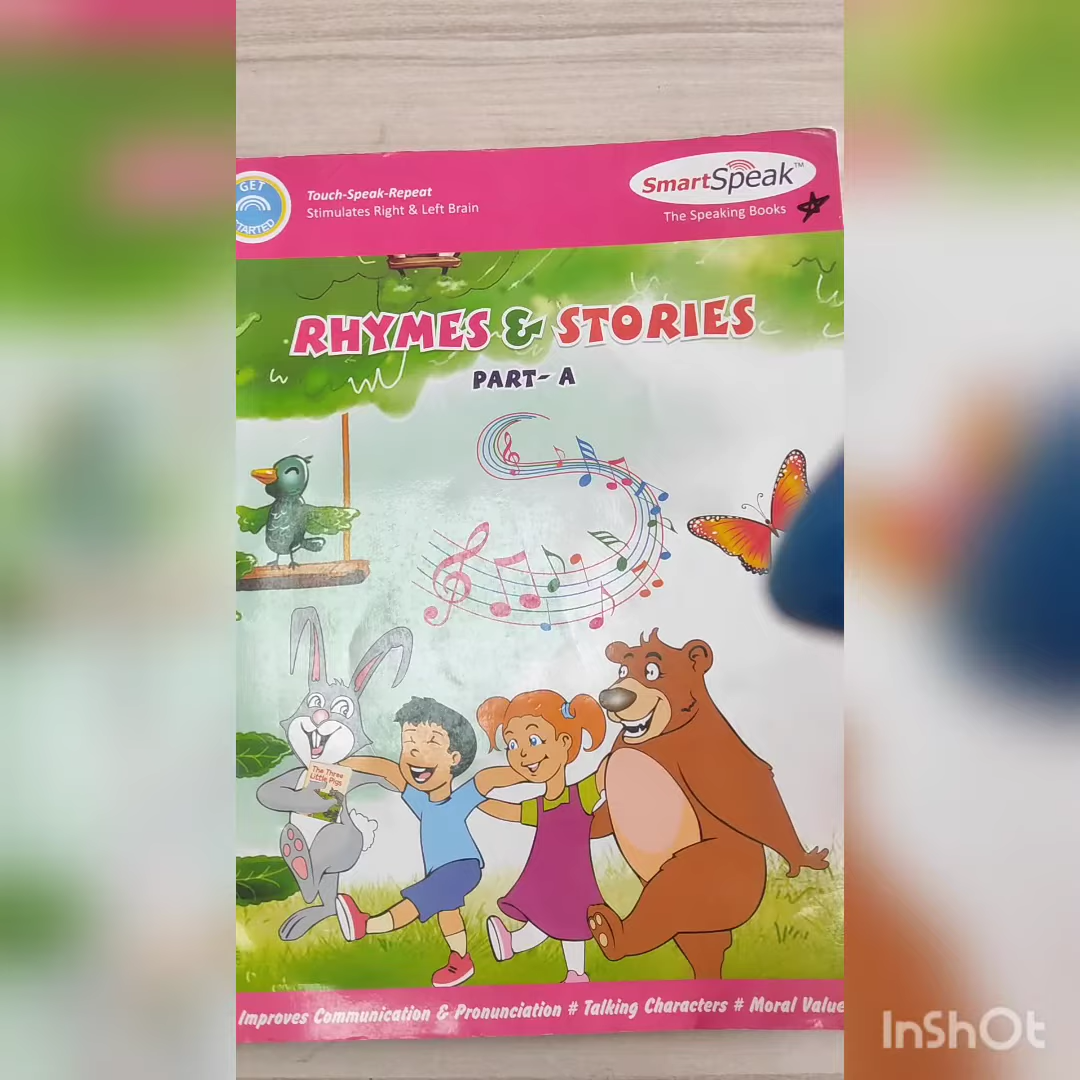 GET
STARTED
Touch-Speak-Repeat
Stimulates Right & Left Brain
SmartSpeak™
The Speaking Books
RHYMES & STORIES
PART- A
The Three
Little Pigs
Improves Communication & Pronunciation # Talking Characters # Moral Value
InShOt